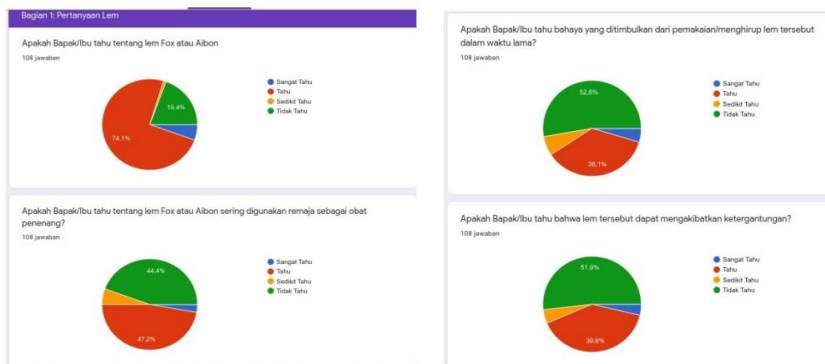 Bagian 1: Pertanyaan Lem
Apakah Bapak/Ibu tahu tentang lem Fox atau Aibon
108 jawaban
Sangat Tahu
Tahu
Sedikit Tahu
Tidak Tahu
19,4%
74,1%
Apakah Bapak/Ibu tahu tentang lem Fox atau Aibon sering digunakan remaja sebagai obat
penenang?
108 jawaban
Sangat Tahu
Tahu
Sedikit Tahu
Tidak Tahu
44,4%
47,2%
Apakah Bapak/Ibu tahu bahaya yang ditimbulkan dari pemakaian/menghirup lem tersebut
dalam waktu lama?
108 jawaban
Sangat Tahu
Tahu
Sedikit Tahu
Tidak Tahu
52,8%
36,1%
Apakah Bapak/Ibu tahu bahwa lem tersebut dapat mengakibatkan ketergantungan?
108 jawaban
Sangat Tahu
Tahu
Sedikit Tahu
Tidak Tahu
51,9%
39,8%